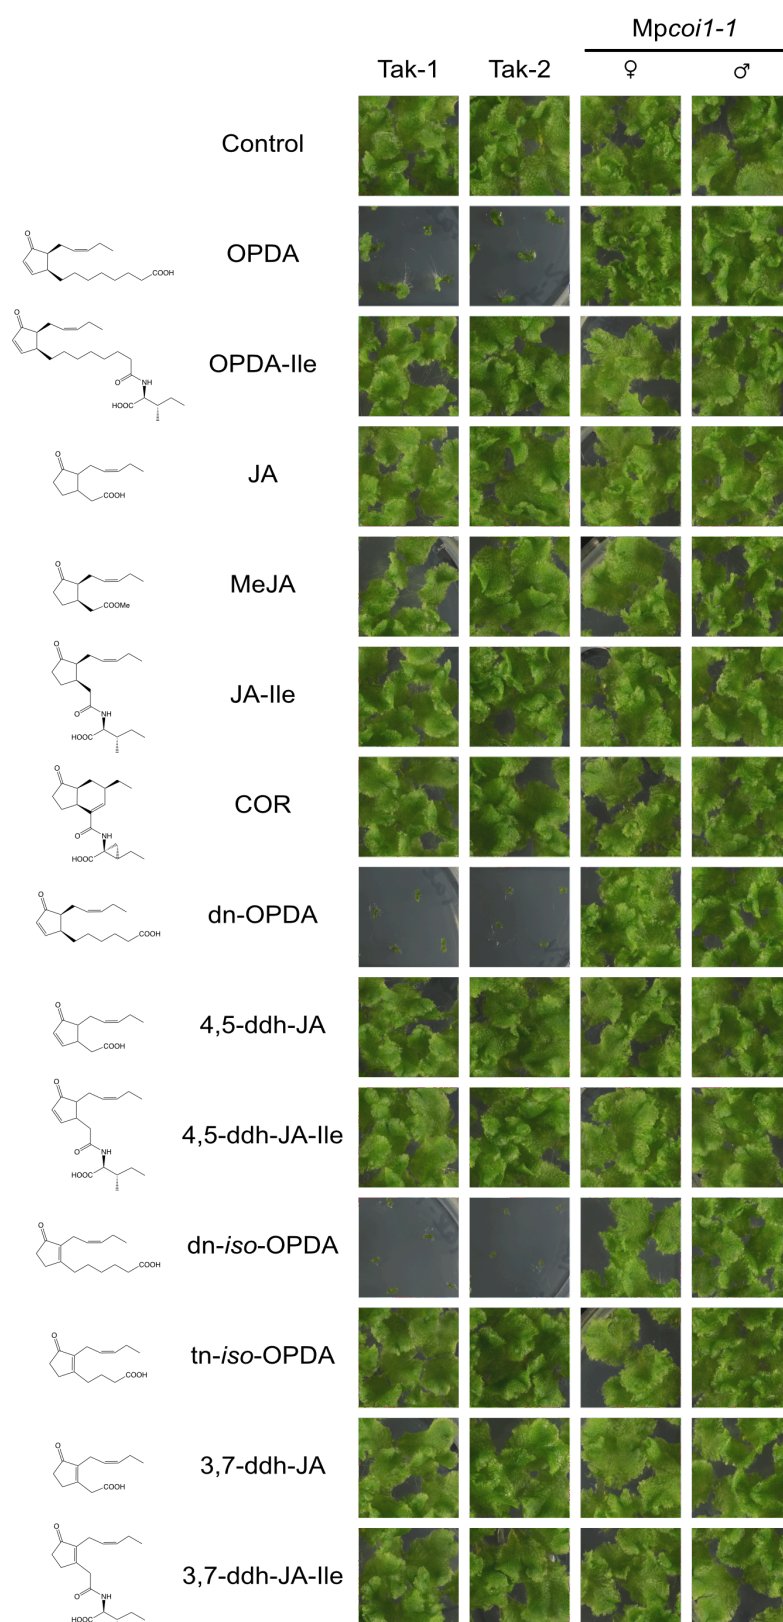 Mpcoi1-1
Tak-1 Tak-2 ♀ ♂
Control
O
COOH
OPDA
O
O NH
HOOC
OPDA-Ile
O
COOH
JA
O
COOMe
MeJA
O
O NH
HOOC
JA-Ile
O
O NH
HOOC
COR
O
COOH
dn-OPDA
O
COOH
4,5-ddh-JA
O
O NH
HOOC
4,5-ddh-JA-Ile
O
COOH
dn-iso-OPDA
O
COOH
tn-iso-OPDA
O
COOH
3,7-ddh-JA
O
O NH
HOOC
3,7-ddh-JA-Ile